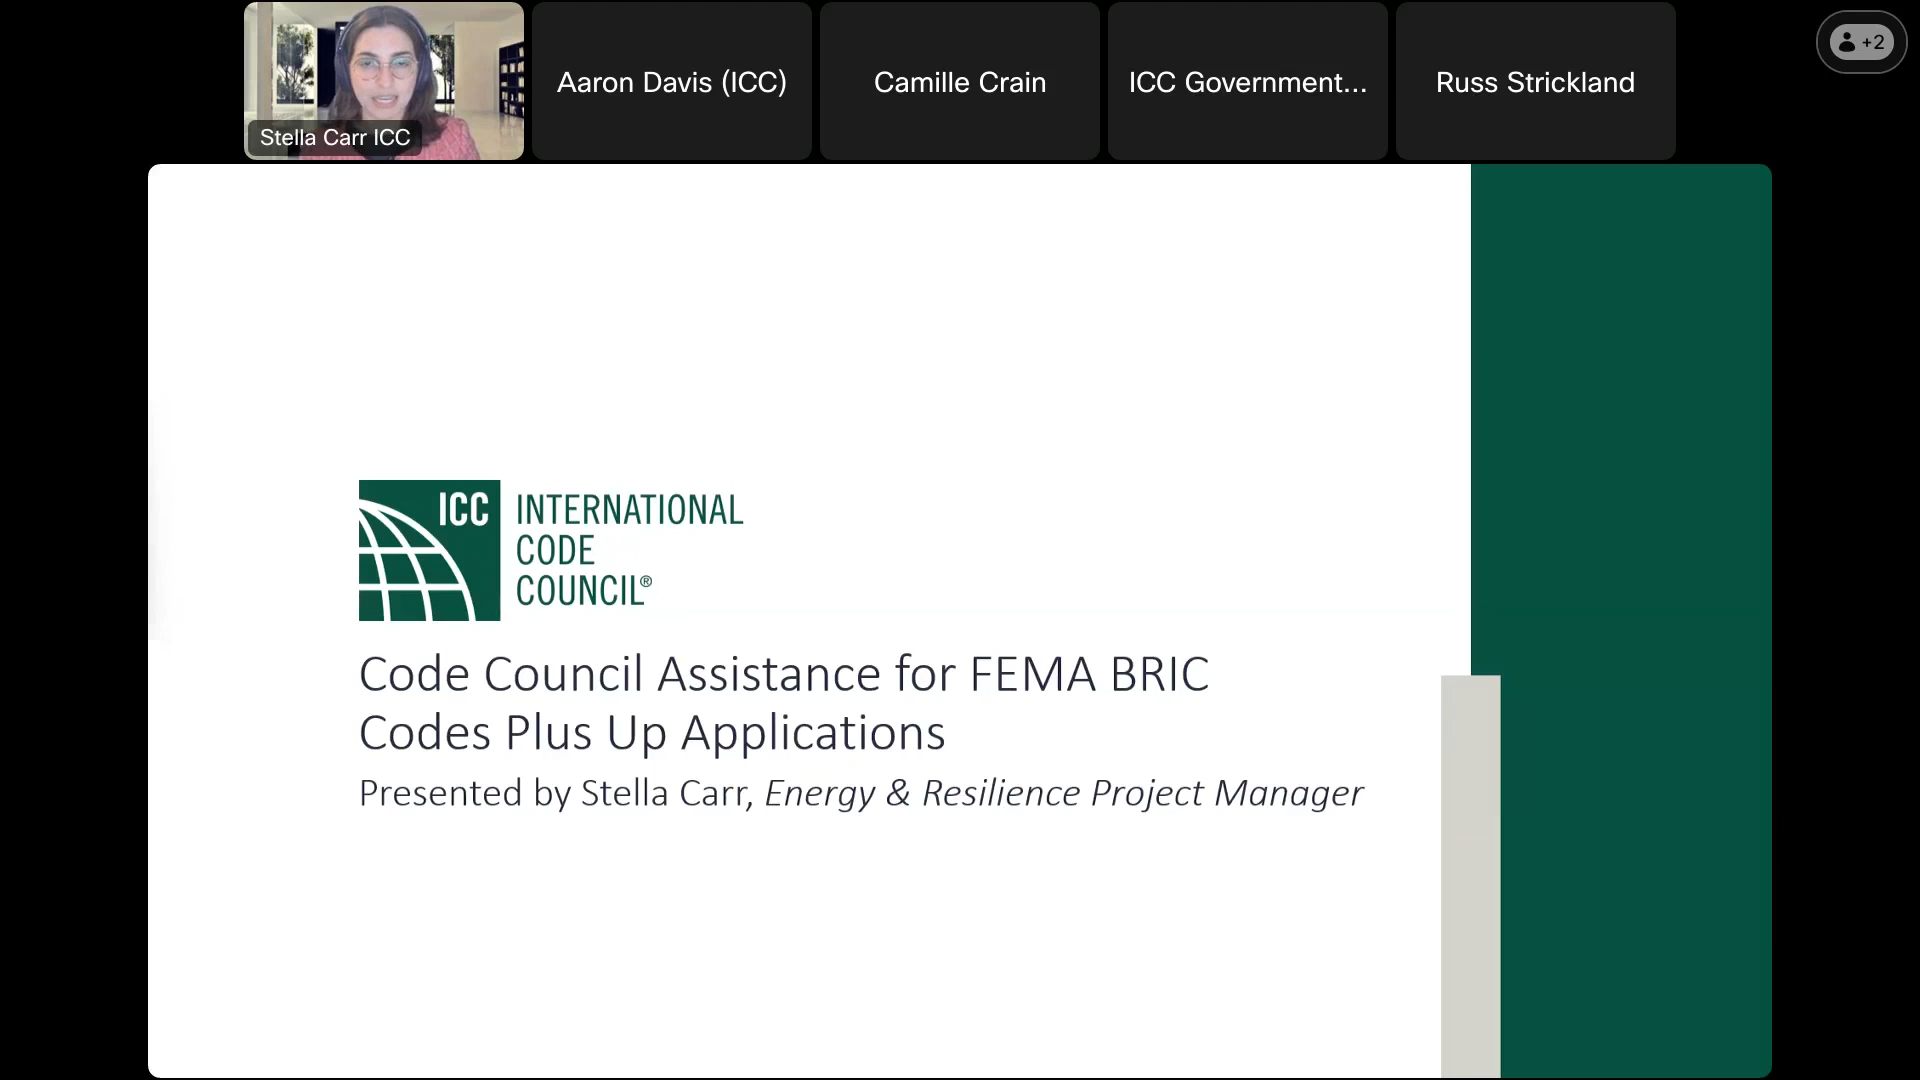 Stella Carr ICC
Aaron Davis (ICC)
Camille Crain
ICC Government...
Russ Strickland
+2
ICC
INTERNATIONAL
CODE
COUNCIL®
Code Council Assistance for FEMA BRIC
Codes Plus Up Applications
Presented by Stella Carr, Energy & Resilience Project Manager